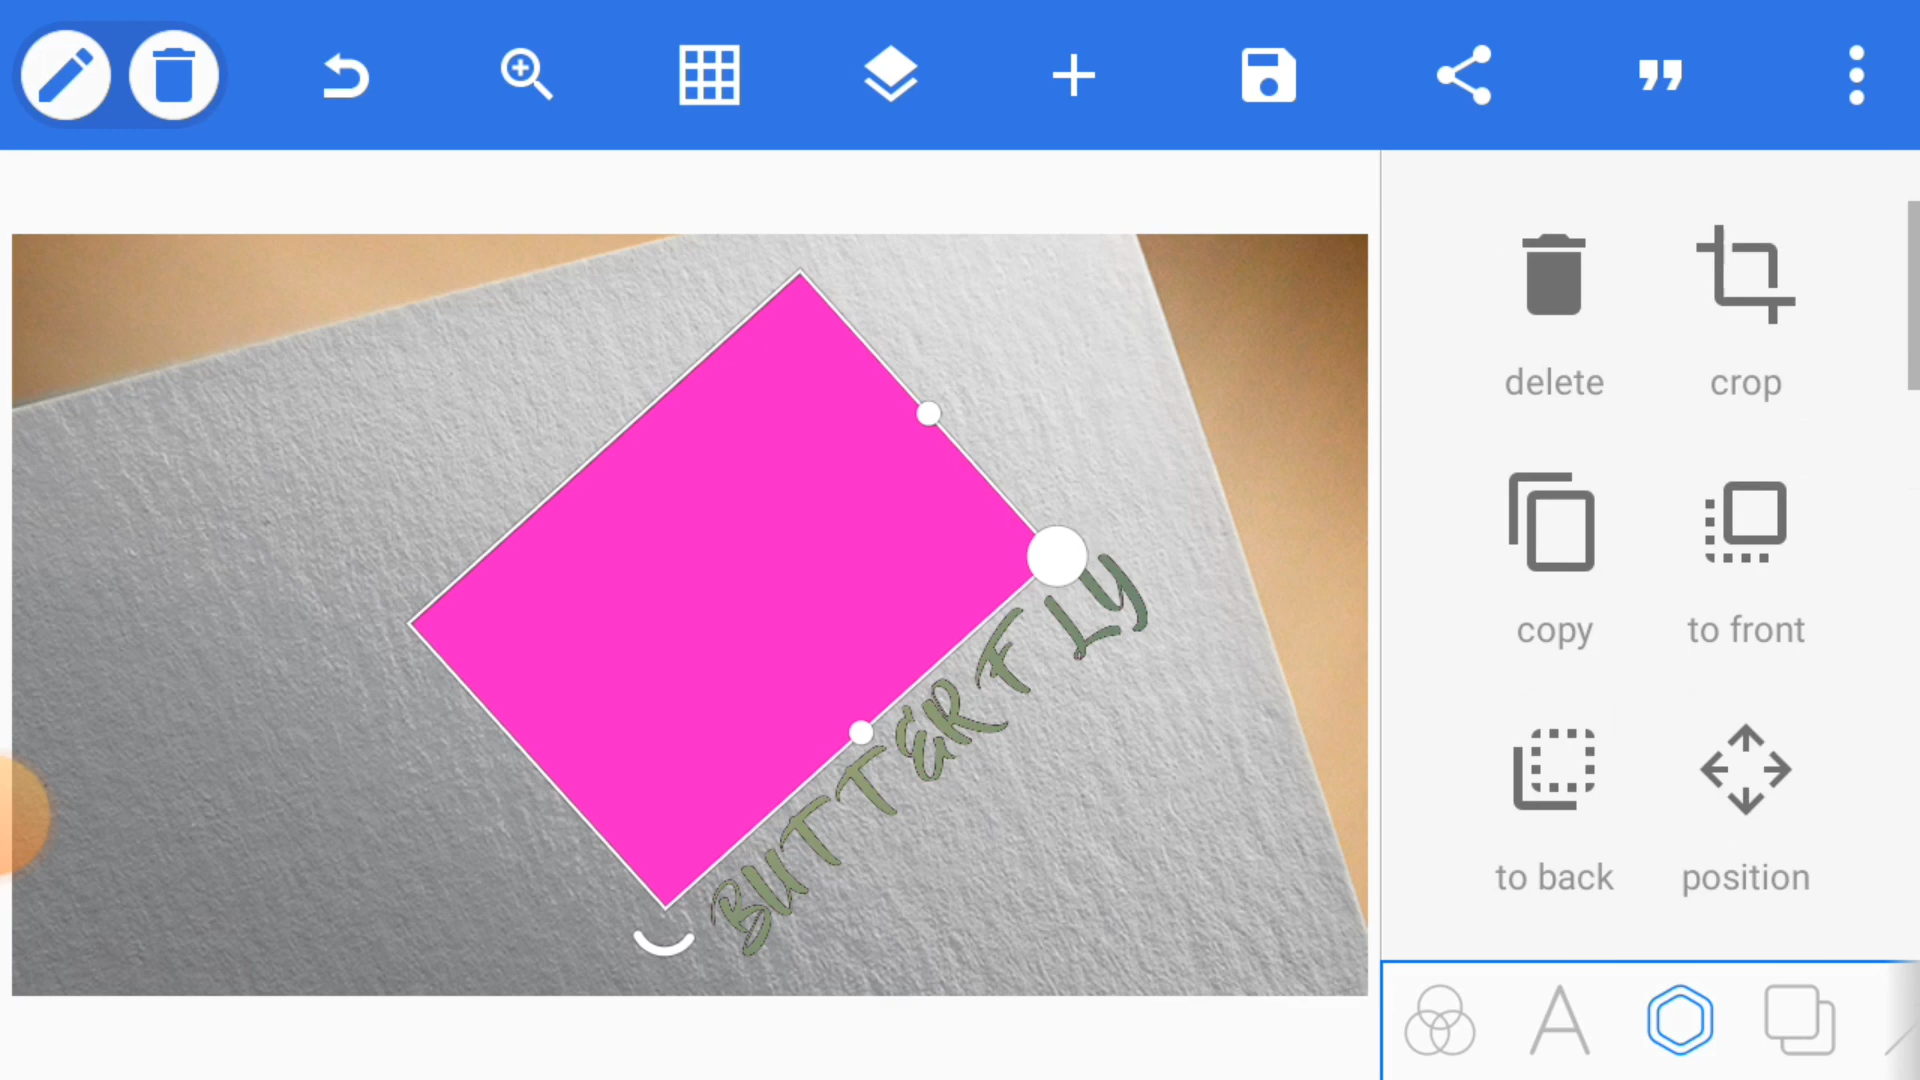 delete
crop
copy
to front
BUTTERFLY
to back
position